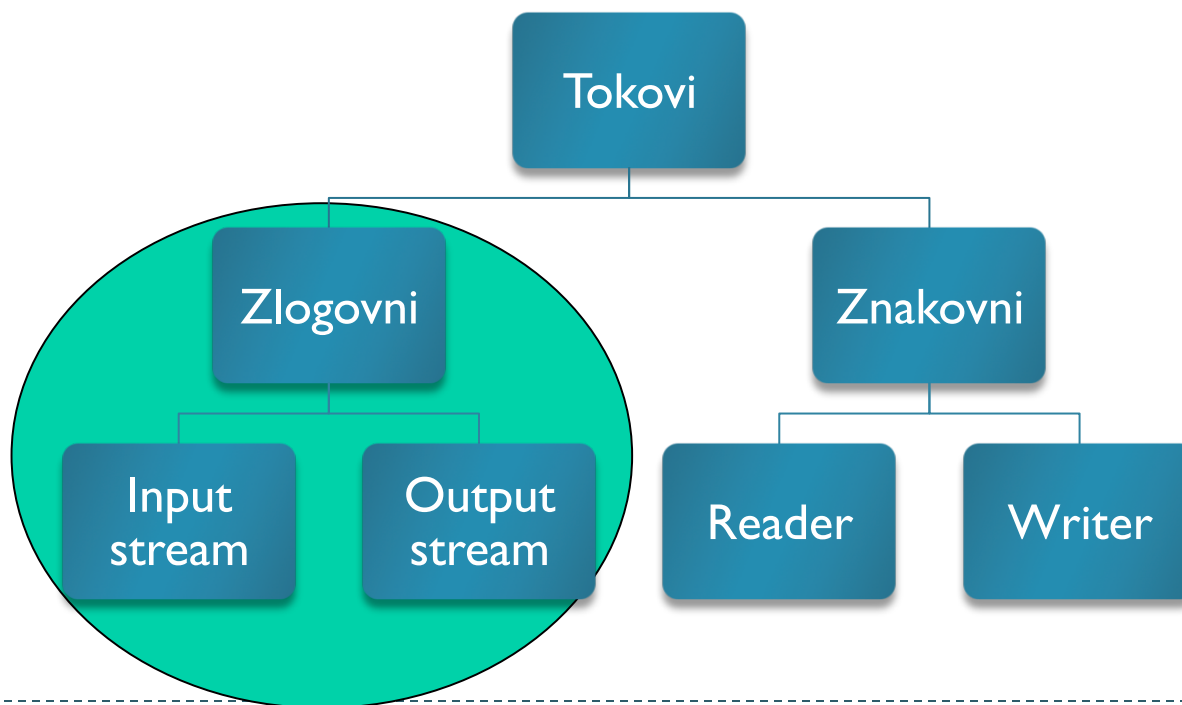 Tokovi
Zlogovni
Znakovni
Input
stream
Output
stream
Reader
Writer